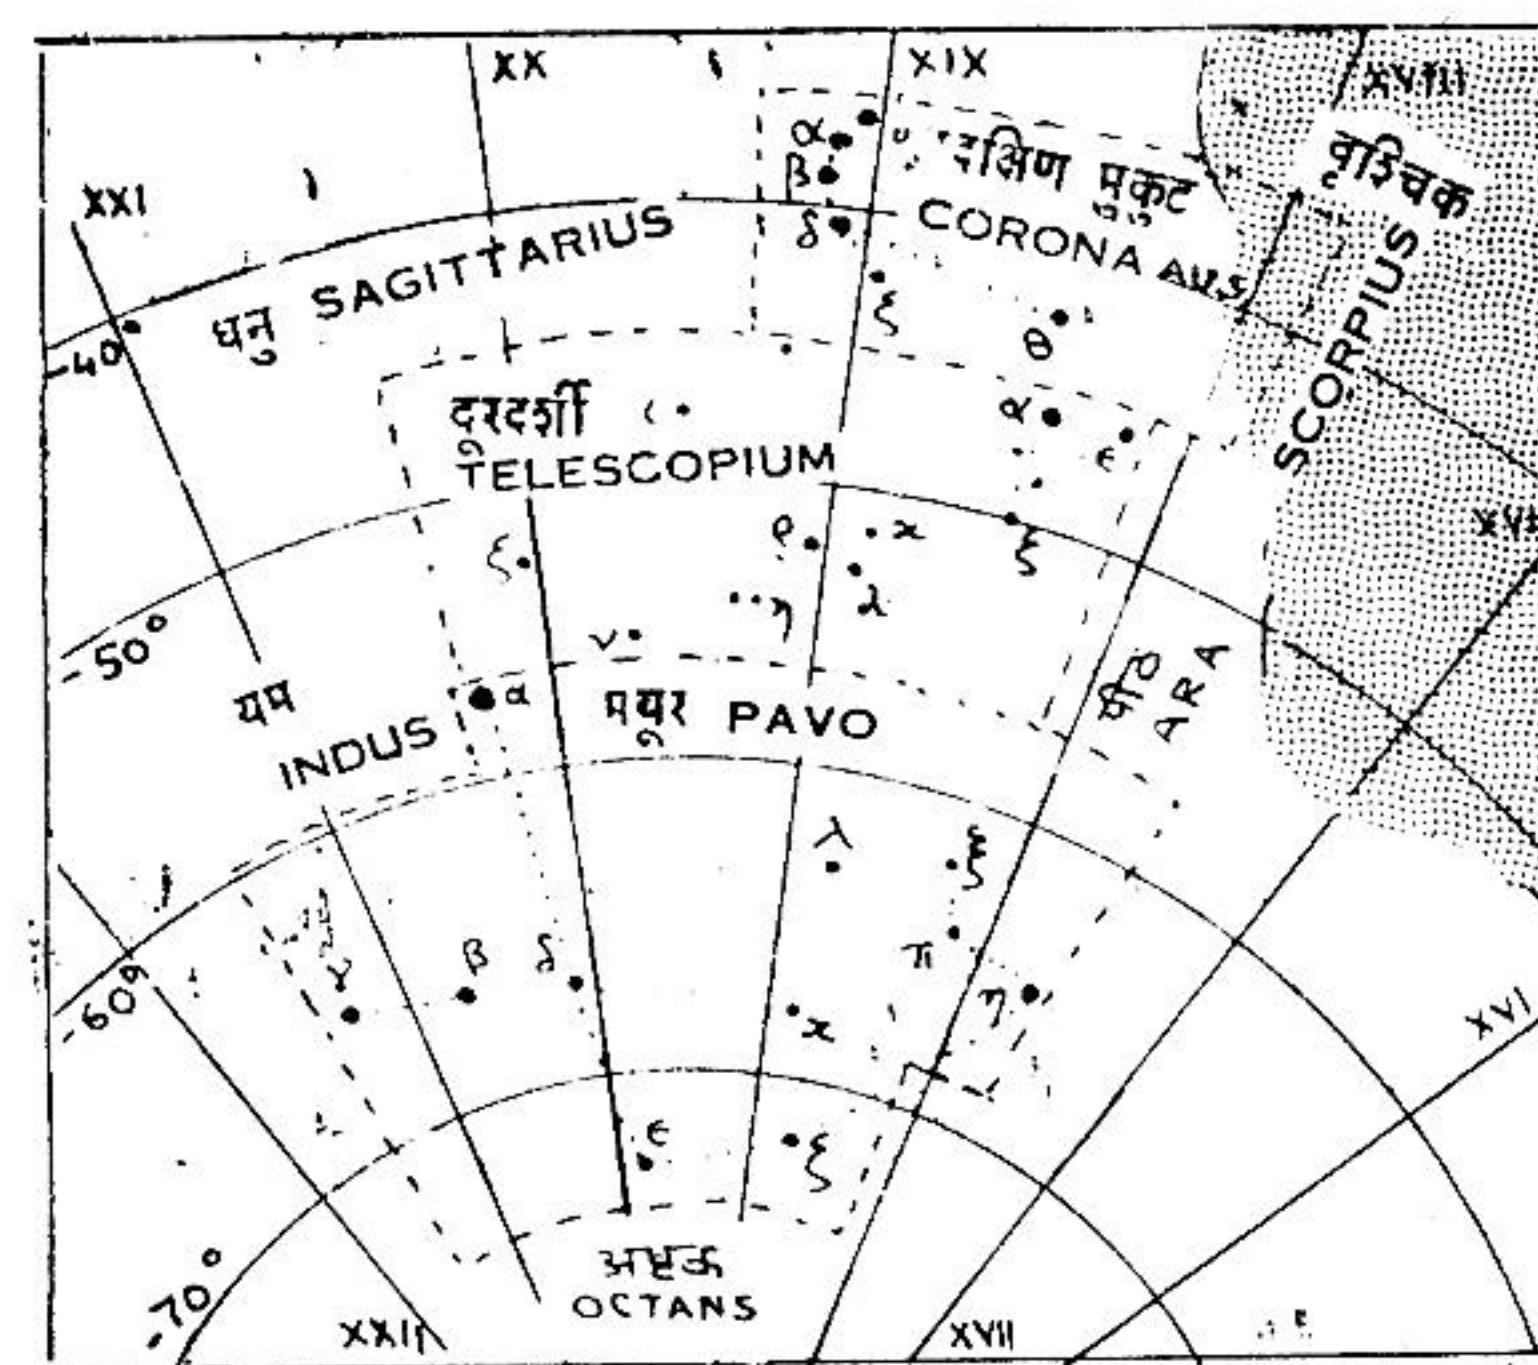 XX
XIX
XVIII
XXI
α
β
δ
दक्षिण मुकुट
CORONA AUS
वृश्चिक
SCORPIUS
धनु SAGITTARIUS
-40°
ξ
θ
दूरदर्शी
TELESCOPIUM
α
ε
-50°
ξ
ρ
x
λ
η
ν
ξ
यम
INDUS
α
मयूर PAVO
पीठ
ARA
λ
ξ
π
η
γ
β
δ
x
-60°
XVI
ε
ξ
-70°
अष्टक
OCTANS
XXII
XVII